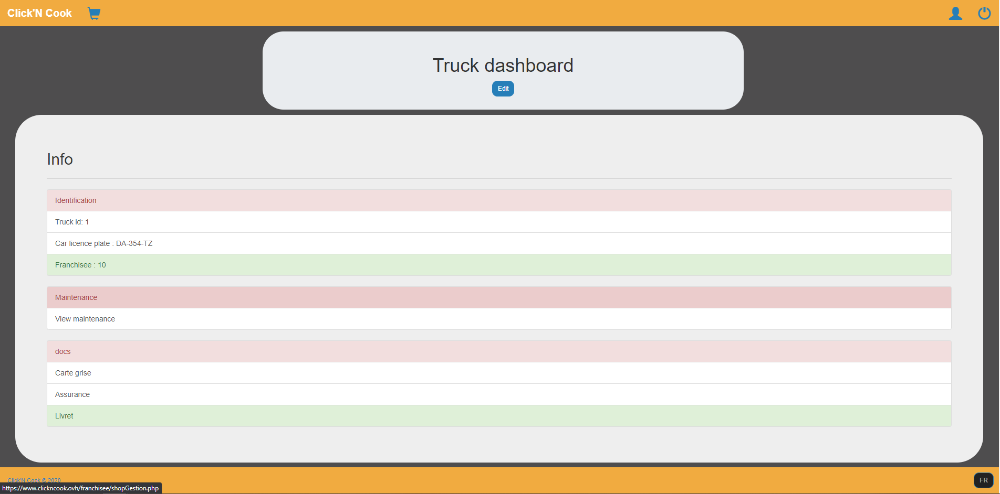 Click'N Cook
Truck dashboard
Edit
Info
Identification
Truck id: 1
Car licence plate : DA-354-TZ
Franchisee : 10
Maintenance
View maintenance
docs
Carte grise
Assurance
Livret
Click'N Cook © 2020
https://www.clickncook.ovh/franchisee/shopGestion.php
FR